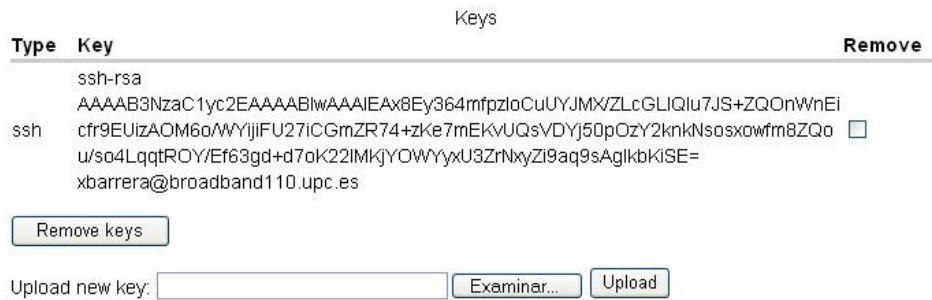 Keys
Type Key Remove
ssh-rsa
AAAAB3NzaC1yc2EAAAABIwAAAIEAx8Ey364mfpzloCuUYJMX/ZLcGLIQlu7JS+ZQOnWnEi
ssh cfr9EUizAOM6o/WYijiFU27iCGmZR74+zKe7mEKvUQsVDYj50pOzY2knkNsosxowfm8ZQo
u/so4LqqtROY/Ef63gd+d7oK22lMKjYOWYyxU3ZrNxyZi9aq9sAglkbKiSE=
xbarrera@broadband110.upc.es
Remove keys
Upload new key: Examinar... Upload